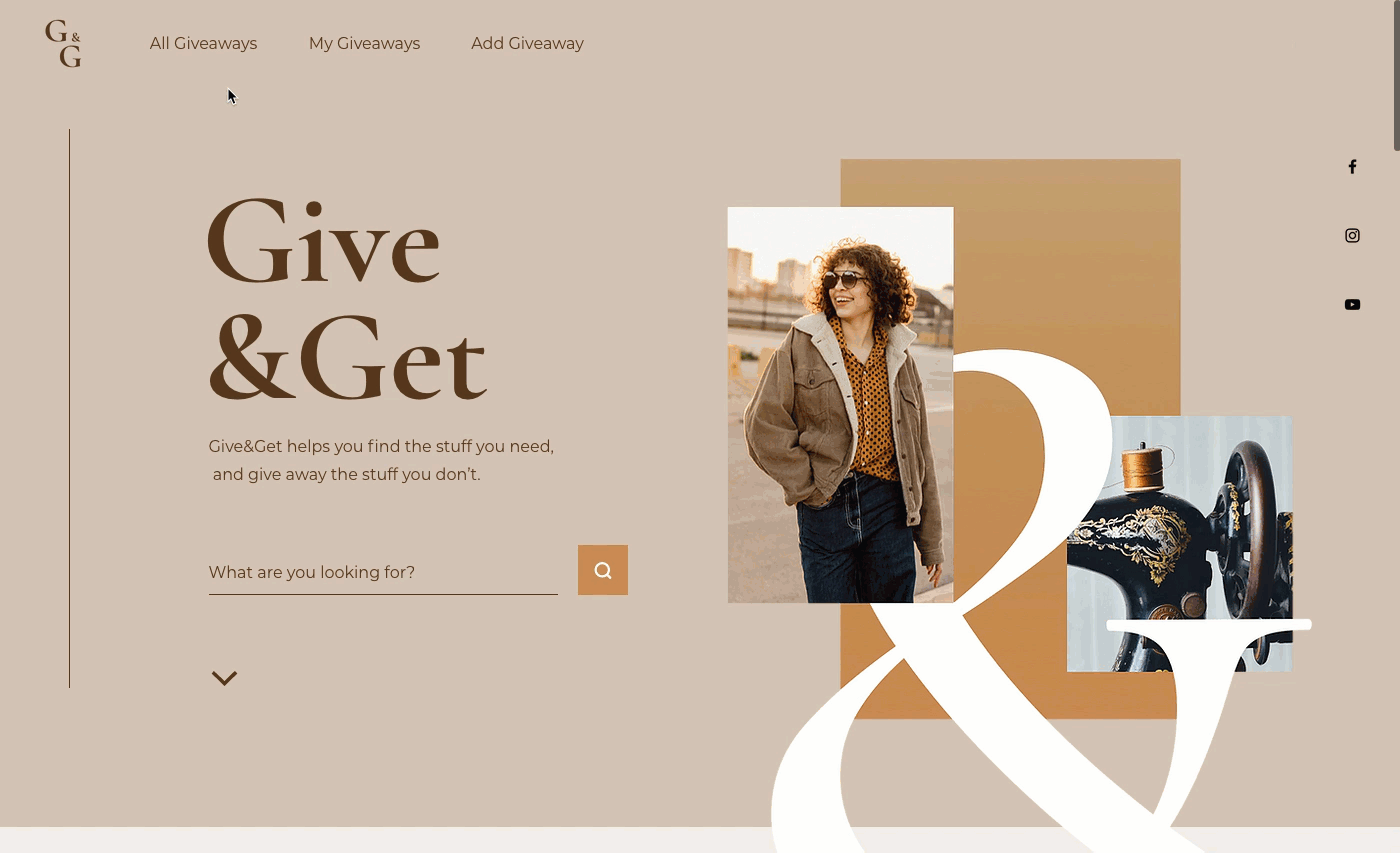 G &
G
All Giveaways
My Giveaways
Add Giveaway
Give
&Get
Give&Get helps you find the stuff you need,
and give away the stuff you don’t.
What are you looking for?
&